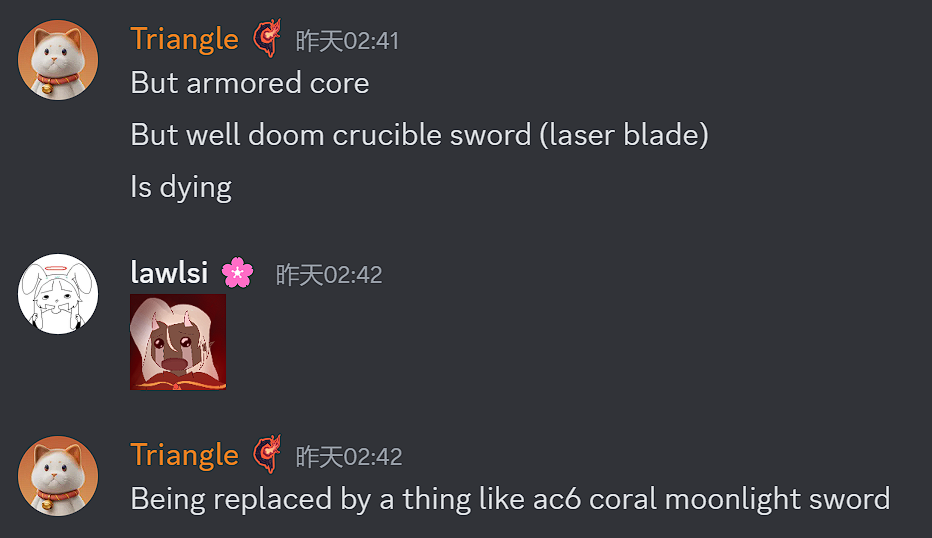 Triangle 昨天02:41
But armored core
But well doom crucible sword (laser blade)
Is dying
lawlsi 昨天02:42
Triangle 昨天02:42
Being replaced by a thing like ac6 coral moonlight sword